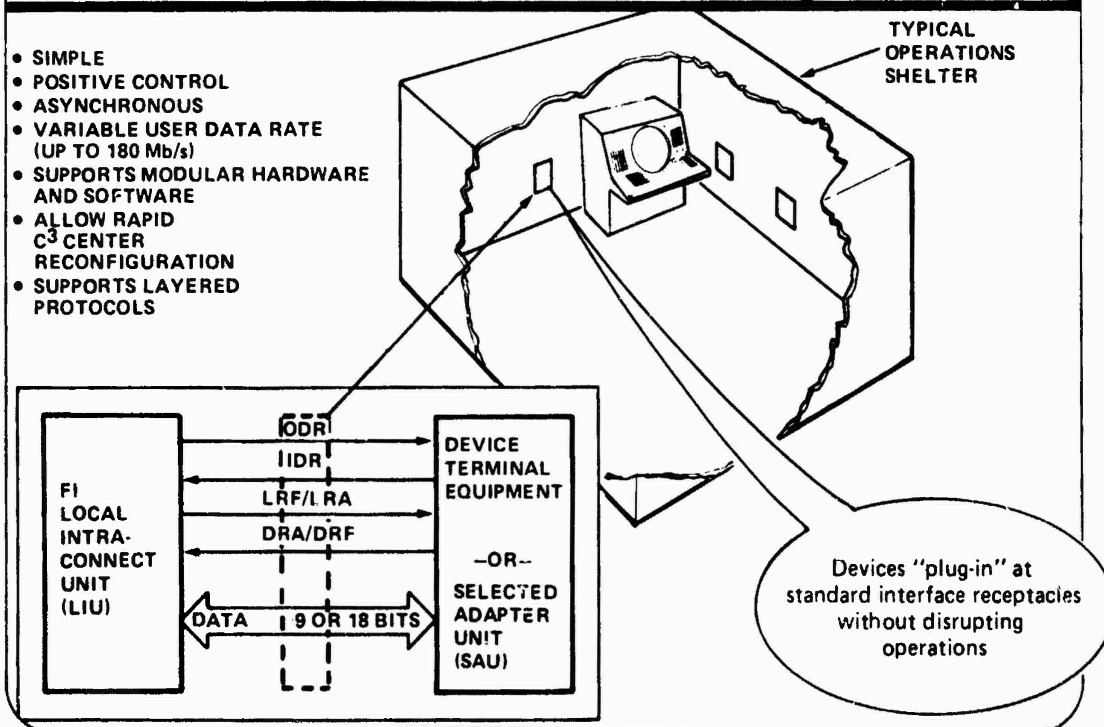 • SIMPLE
• POSITIVE CONTROL
• ASYNCHRONOUS
• VARIABLE USER DATA RATE
(UP TO 180 Mb/s)
• SUPPORTS MODULAR HARDWARE
AND SOFTWARE
• ALLOW RAPID
C³ CENTER
RECONFIGURATION
• SUPPORTS LAYERED
PROTOCOLS
TYPICAL
OPERATIONS
SHELTER
FI
LOCAL
INTRA-
CONNECT
UNIT
(LIU)
ODR
IDR
LRF/LRA
DRA/DRF
DATA 9 OR 18 BITS
DEVICE
TERMINAL
EQUIPMENT
–OR–
SELECTED
ADAPTER
UNIT
(SAU)
Devices "plug-in" at
standard interface receptacles
without disrupting
operations